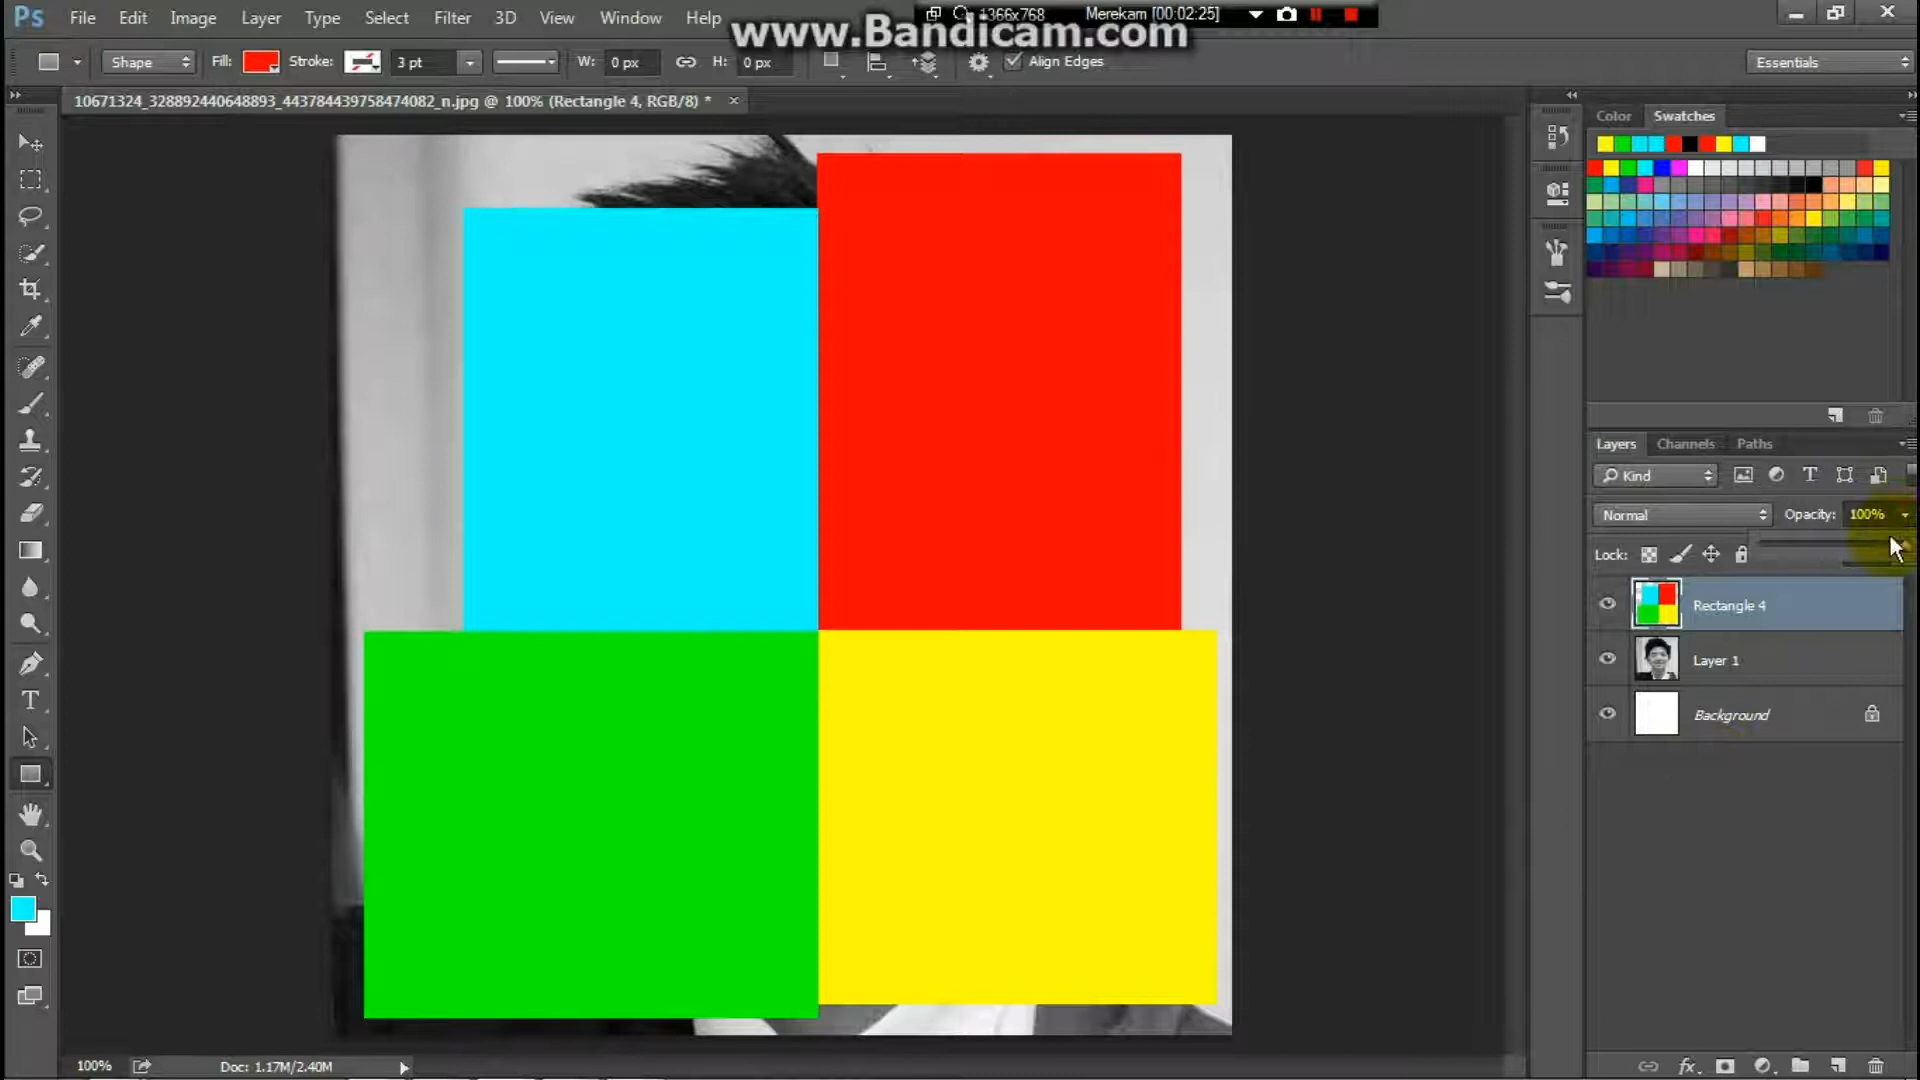 Ps File Edit Image Layer Type Select Filter 3D View Window Help
1366x768 Merekam [00:02:25]
www.Bandicam.com
Shape Fill: Stroke: 3 pt W: 0 px H: 0 px Align Edges Essentials
10671324_328892440648893_443784439758474082_n.jpg @ 100% (Rectangle 4, RGB/8) * ×
Color Swatches
Layers Channels Paths
Kind
Normal Opacity: 100%
Lock:
Rectangle 4
Layer 1
Background
100% Doc: 1.17M/2.40M